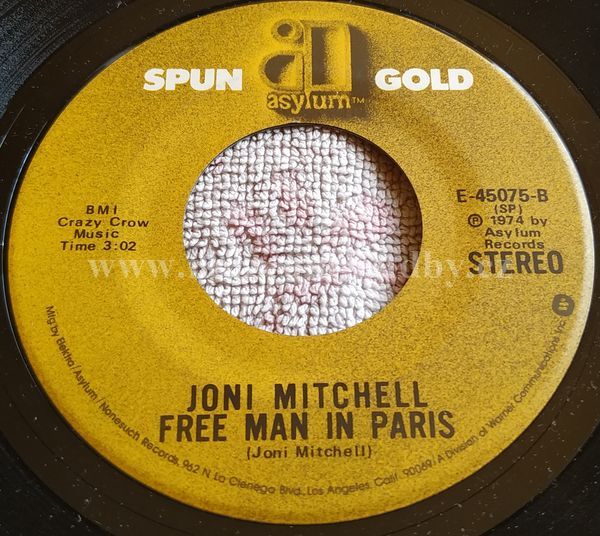 SPUN GOLD
asylum™
BMI
Crazy Crow
Music
Time 3:02
E-45075-B
(SP)
Ⓟ 1974 by
Asylum
Records
STEREO
JONI MITCHELL
FREE MAN IN PARIS
(Joni Mitchell)
Mfg by Elektra/Asylum/Nonesuch Records, 962 N. La Cienega Blvd., Los Angeles, Calif. 90069/A Division of Warner Communications Inc.